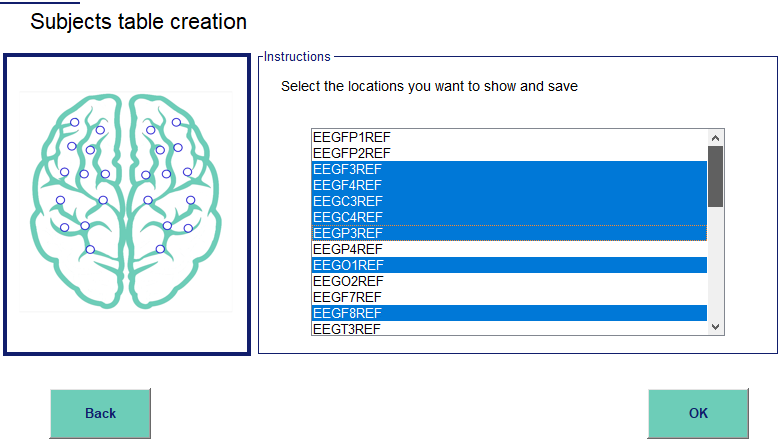 Subjects table creation
Instructions
Select the locations you want to show and save
EEGFP1REF
EEGFP2REF
EEGF3REF
EEGF4REF
EEGC3REF
EEGC4REF
EEGP3REF
EEGP4REF
EEGO1REF
EEGO2REF
EEGF7REF
EEGF8REF
EEGT3REF
Back
OK